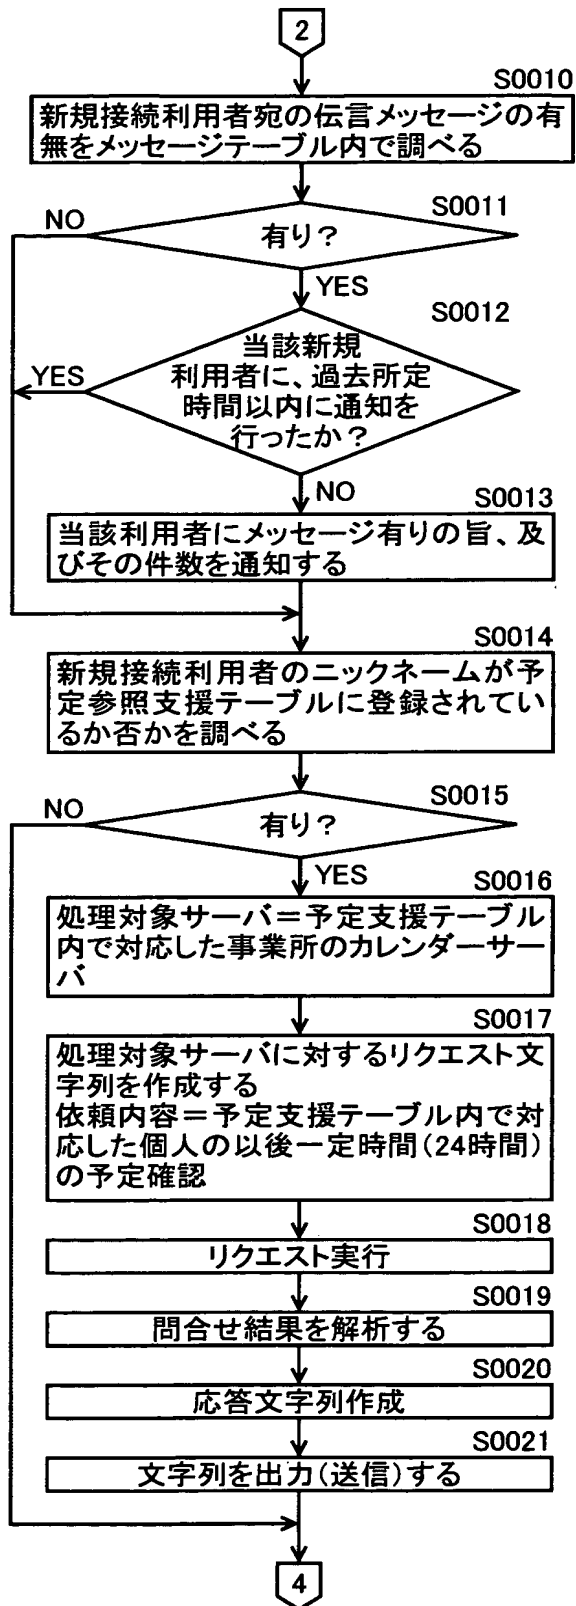 2
S0010
新規接続利用者宛の伝言メッセージの有
無をメッセージテーブル内で調べる
S0011
NO
有り？
YES
S0012
当該新規
利用者に、過去所定
時間以内に通知を
行ったか？
YES
NO
S0013
当該利用者にメッセージ有りの旨、及
びその件数を通知する
S0014
新規接続利用者のニックネームが予
定参照支援テーブルに登録されてい
るか否かを調べる
S0015
NO
有り？
YES
S0016
処理対象サーバ＝予定支援テーブル
内で対応した事業所のカレンダーサー
バ
S0017
処理対象サーバに対するリクエスト文
字列を作成する
依頼内容＝予定支援テーブル内で対
応した個人の以後一定時間（24時間）
の予定確認
S0018
リクエスト実行
S0019
問合せ結果を解析する
S0020
応答文字列作成
S0021
文字列を出力（送信）する
4